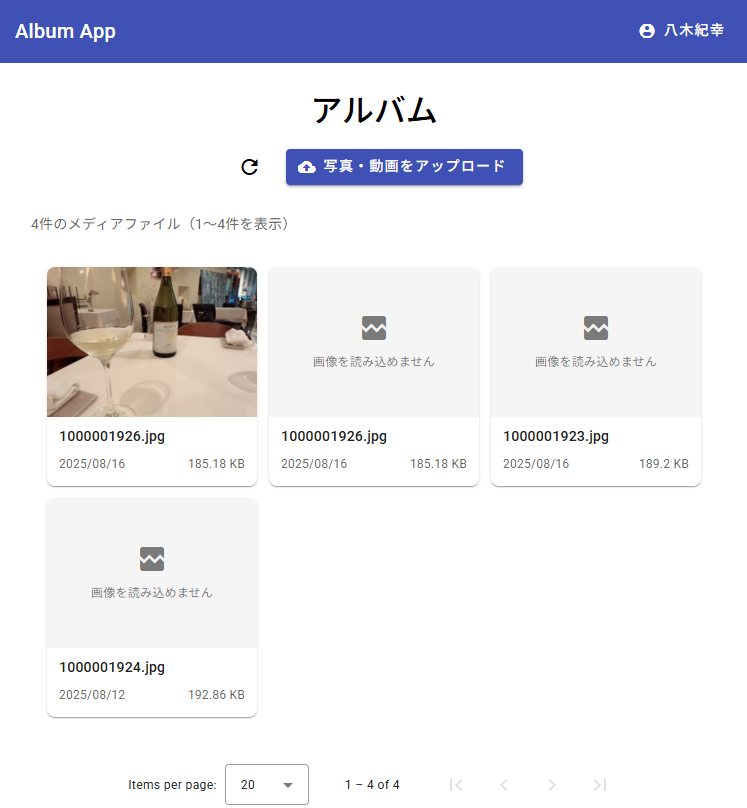 Album App
八木紀幸
アルバム
写真・動画をアップロード
4件のメディアファイル（1～4件を表示）
画像を読み込めません
画像を読み込めません
1000001926.jpg
1000001926.jpg
1000001923.jpg
2025/08/16
185.18 KB
2025/08/16
185.18 KB
2025/08/16
189.2 KB
画像を読み込めません
1000001924.jpg
2025/08/12
192.86 KB
Items per page:
20
1 – 4 of 4